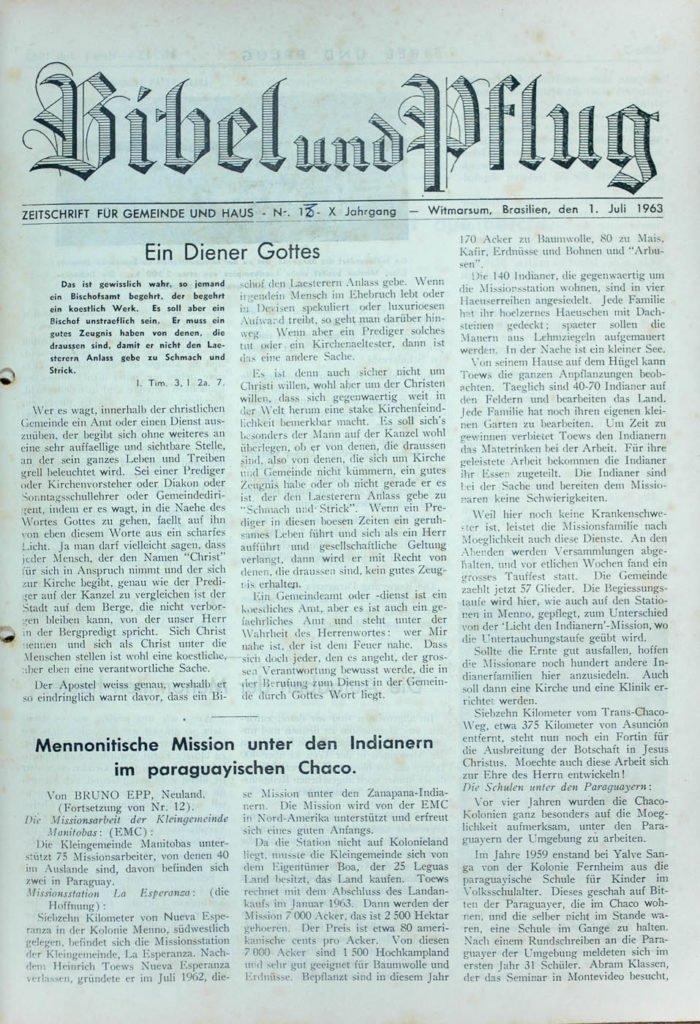 Bibel und Pflug
ZEITSCHRIFT FÜR GEMEINDE UND HAUS - Nr. 13 - X Jahrgang — Witmarsum, Brasilien, den 1. Juli 1963
Ein Diener Gottes
Das ist gewisslich wahr, so jemand
ein Bischofsamt begehrt, der begehrt
ein koestlich Werk. Es soll aber ein
Bischof unstraeflich sein. Er muss ein
gutes Zeugnis haben von denen, die
draussen sind, damit er nicht den Lae-
sterern Anlass gebe zu Schmach und
Strick.
1. Tim. 3, 1 2a. 7.
Wer es wagt, innerhalb der christlichen
Gemeinde ein Amt oder einen Dienst aus-
zuüben, der begibt sich ohne weiteres an
eine sehr auffaellige und sichtbare Stelle,
an der sein ganzes Leben und Treiben
grell beleuchtet wird. Sei einer Prediger
oder Kirchenvorsteher oder Diakon oder
Sonntagsschullehrer oder Gemeindediri-
gent, indem er es wagt, in die Naehe des
Wortes Gottes zu gehen, faellt auf ihn
von eben diesem Worte aus ein scharfes
Licht. Ja man darf vielleicht sagen, dass
jeder Mensch, der den Namen "Christ"
für sich in Anspruch nimmt und der sich
zur Kirche begibt, genau wie der Predi-
ger auf der Kanzel zu vergleichen ist der
Stadt auf dem Berge, die nicht verbor-
gen bleiben kann, von der unser Herr
in der Bergpredigt spricht. Sich Christ
nennen und sich als Christ unter die
Menschen stellen ist wohl eine koestliche,
aber eben eine verantwortliche Sache.
Der Apostel weiss genau, weshalb er
so eindringlich warnt davor, dass ein Bi-
schof den Laesterern Anlass gebe. Wenn
irgendein Mensch im Ehebruch lebt oder
in Devisen spekuliert oder luxurioesen
Aufward treibt, so geht man darüber hin-
weg. Wenn aber ein Prediger solches
tut oder ein Kirchenaeltester, dann ist
das eine andere Sache.
Es ist denn auch sicher nicht um
Christi willen, wohl aber um der Christen
willen, dass sich gegenwaertig weit in
der Welt herum eine stake Kirchenfeind-
lichkeit bemerkbar macht. Es soll sich's
besonders der Mann auf der Kanzel wohl
überlegen, ob er von denen, die draussen
sind, also von denen, die sich um Kirche
und Gemeinde nicht kümmern, ein gutes
Zeugnis habe oder ob nicht gerade er es
ist, der den Laesterern Anlass gebe zu
"Schmach und Strick". Wenn ein Pre-
diger in diesen boesen Zeiten ein geruh-
sames Leben führt und sich als ein Herr
aufführt und gesellschaftliche Geltung
verlangt, dann wird er mit Recht von
denen, die draussen sind, kein gutes Zeug-
nis erhalten.
Ein Gemeindeamt oder -dienst ist ein
koestliches Amt, aber es ist auch ein ge-
faehrliches Amt und steht unter der
Wahrheit des Herrenwortes: wer Mir
nahe ist, der ist dem Feuer nahe. Dass
sich doch jeder, den es angeht, der gros-
sen Verantwortung bewusst werde, die in
der Berufung zum Dienst in der Gemein-
de durch Gottes Wort liegt.
Mennonitische Mission unter den Indianern
im paraguayischen Chaco.
Von BRUNO EPP, Neuland.
(Fortsetzung von Nr. 12).
Die Missionsarbeit der Kleingemeinde
Manitobas: (EMC):
Die Kleingemeinde Manitobas unter-
stützt 75 Missionsarbeiter, von denen 40
im Auslande sind, davon befinden sich
zwei in Paraguay.
Missionsstation La Esperanza: (die
Hoffnung):
Siebzehn Kilometer von Nueva Espe-
ranza in der Kolonie Menno, südwestlich
gelegen, befindet sich die Missionsstation
der Kleingemeinde, La Esperanza. Nach-
dem Heinrich Toews Nueva Esperanza
verlassen, gründete er im Juli 1962, die-
se Mission unter den Zanapana-India-
nern. Die Mission wird von der EMC
in Nord-Amerika unterstützt und erfreut
sich eines guten Anfangs.
Da die Station nicht auf Kolonieland
liegt, musste die Kleingemeinde sich von
dem Eigentümer Boa, der 25 Leguas
Land besitzt, das Land kaufen. Toews
rechnet mit dem Abschluss des Landan-
kaufs im Januar 1963. Dann werden der
Mission 7 000 Acker, das ist 2 500 Hektar
gehoeren. Der Preis ist etwa 80 ameri-
kanische cents pro Acker. Von diesen
7 000 Acker sind 1 500 Hochkampland
und sehr gut geeignet für Baumwolle und
Erdnüsse. Bepflanzt sind in diesem Jahr
170 Acker zu Baumwolle, 80 zu Mais,
Kafir, Erdnüsse und Bohnen und "Arbu-
sen".
Die 140 Indianer, die gegenwaertig um
die Missionsstation wohnen, sind in vier
Haeuserreihen angesiedelt. Jede Familie
hat ihr hoelzernes Haeuschen mit Dach-
steinen gedeckt; spaeter sollen die
Mauern aus Lehmziegeln aufgemauert
werden. In der Naehe ist ein kleiner See.
Von seinem Hause auf dem Hügel kann
Toews die ganzen Anpflanzungen beob-
achten. Taeglich sind 40-70 Indianer auf
den Feldern und bearbeiten das Land.
Jede Familie hat noch ihren eigenen klei-
nen Garten zu bearbeiten. Um Zeit zu
gewinnen verbietet Toews den Indianern
das Matetrinken bei der Arbeit. Für ihre
geleistete Arbeit bekommen die Indianer
ihr Essen zugeteilt. Die Indianer sind
bei der Sache und bereiten dem Missio-
naren keine Schwierigkeiten.
Weil hier noch keine Krankenschwe-
ster ist, leistet die Missionsfamilie nach
Moeglichkeit auch diese Dienste. An den
Abenden werden Versammlungen abge-
halten, und vor etlichen Wochen fand ein
grosses Tauffest statt. Die Gemeinde
zaehlt jetzt 57 Glieder. Die Begiessungs-
taufe wird hier, wie auch auf den Statio-
nen in Menno, gepflegt, zum Unterschied
von der 'Licht den Indianern'-Mission, wo
die Untertauchungstaufe geübt wird.
Sollte die Ernte gut ausfallen, hoffen
die Missionare noch hundert andere In-
dianerfamilien hier anzusiedeln. Auch
soll dann eine Kirche und eine Klinik er-
richtet werden.
Siebzehn Kilometer vom Trans-Chaco-
Weg, etwa 375 Kilometer von Asunción
entfernt, steht nun noch ein Fortin für
die Ausbreitung der Botschaft in Jesus
Christus. Moechte auch diese Arbeit sich
zur Ehre des Herrn entwickeln!
Die Schulen unter den Paraguayern:
Vor vier Jahren wurden die Chaco-
Kolonien ganz besonders auf die Moeg-
lichkeit aufmerksam, unter den Para-
guayern der Umgebung zu arbeiten.
Im Jahre 1959 enstand bei Yalve San-
ga von der Kolonie Fernheim aus die
paraguayische Schule für Kinder im
Volksschulalter. Dieses geschah auf Bit-
ten der Paraguayer, die im Chaco woh-
nen, und die selber nicht im Stande wa-
ren, eine Schule im Gange zu halten.
Nach einem Rundschreiben an die Para-
guayer der Umgebung meldeten sich im
ersten Jahr 31 Schüler. Abram Klassen,
der das Seminar in Montevideo besucht,